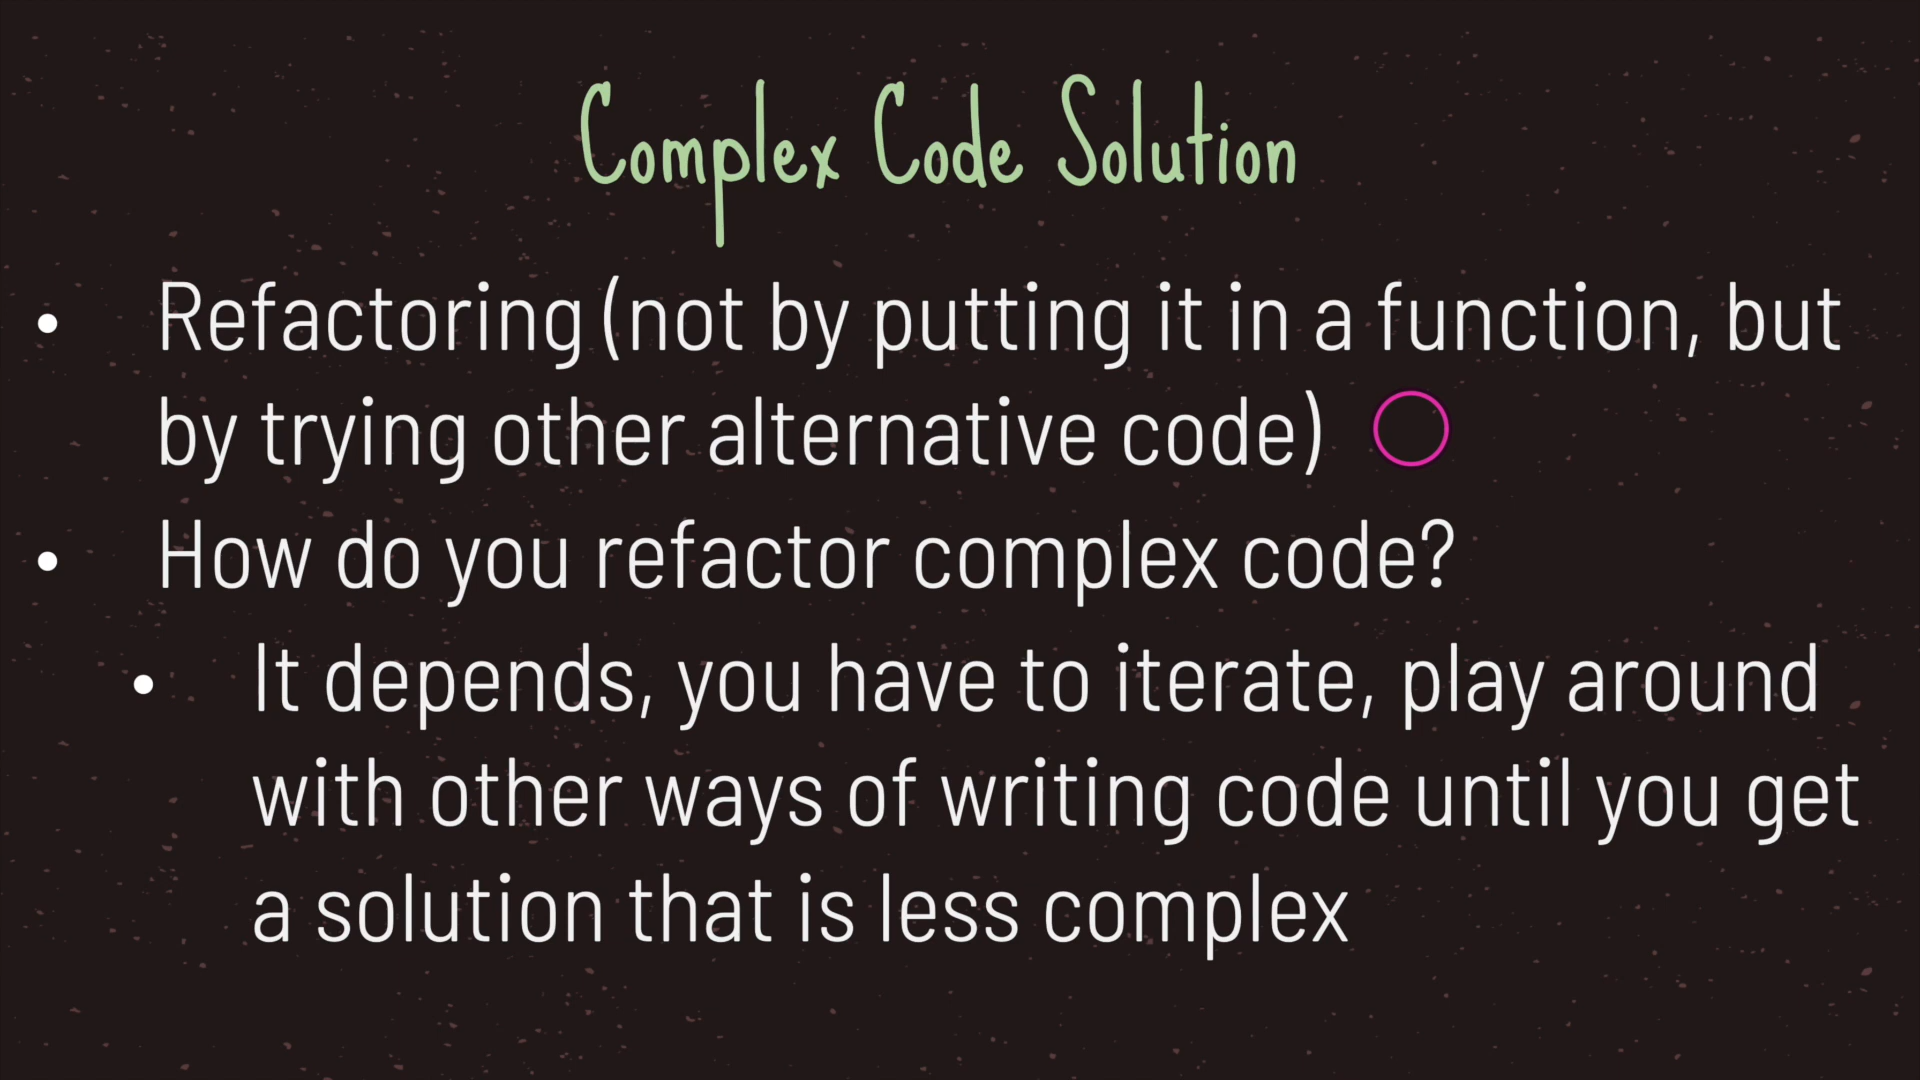 Complex Code Solution
• Refactoring (not by putting it in a function, but
by trying other alternative code)
• How do you refactor complex code?
• It depends, you have to iterate, play around
with other ways of writing code until you get
a solution that is less complex